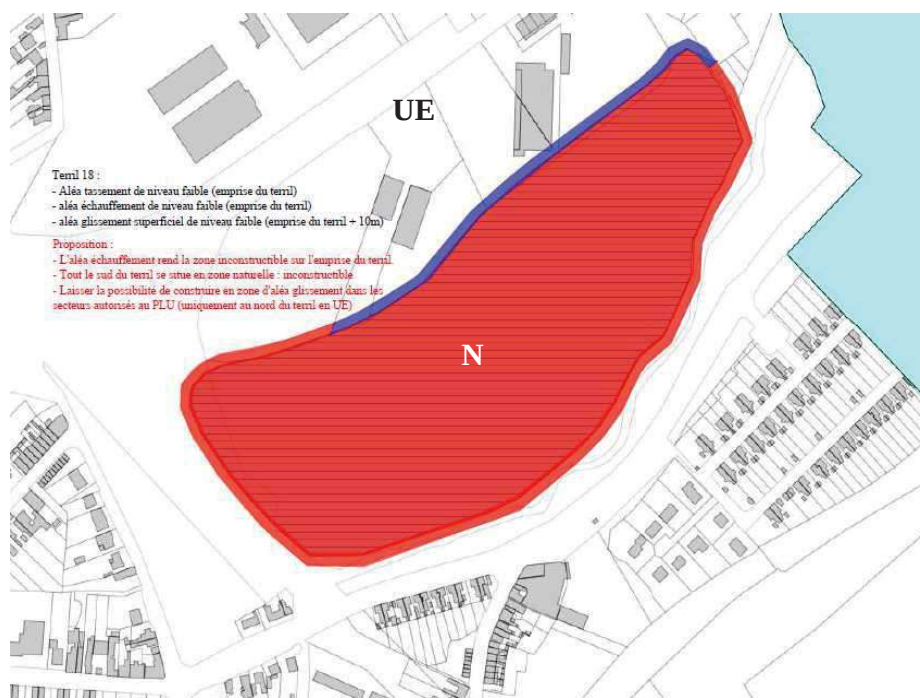 UE
Terril 18 :
- Aléa tassement de niveau faible (emprise du terril)
- aléa échauffement de niveau faible (emprise du terril)
- aléa glissement superficiel de niveau faible (emprise du terril + 10m)
Proposition :
- L'aléa échauffement rend la zone inconstructible sur l'emprise du terril.
- Tout le sud du terril se situe en zone naturelle : inconstructible
- Laisser la possibilité de construire en zone d'aléa glissement dans les
secteurs autorisés au PLU (uniquement au nord du terril en UE)
N